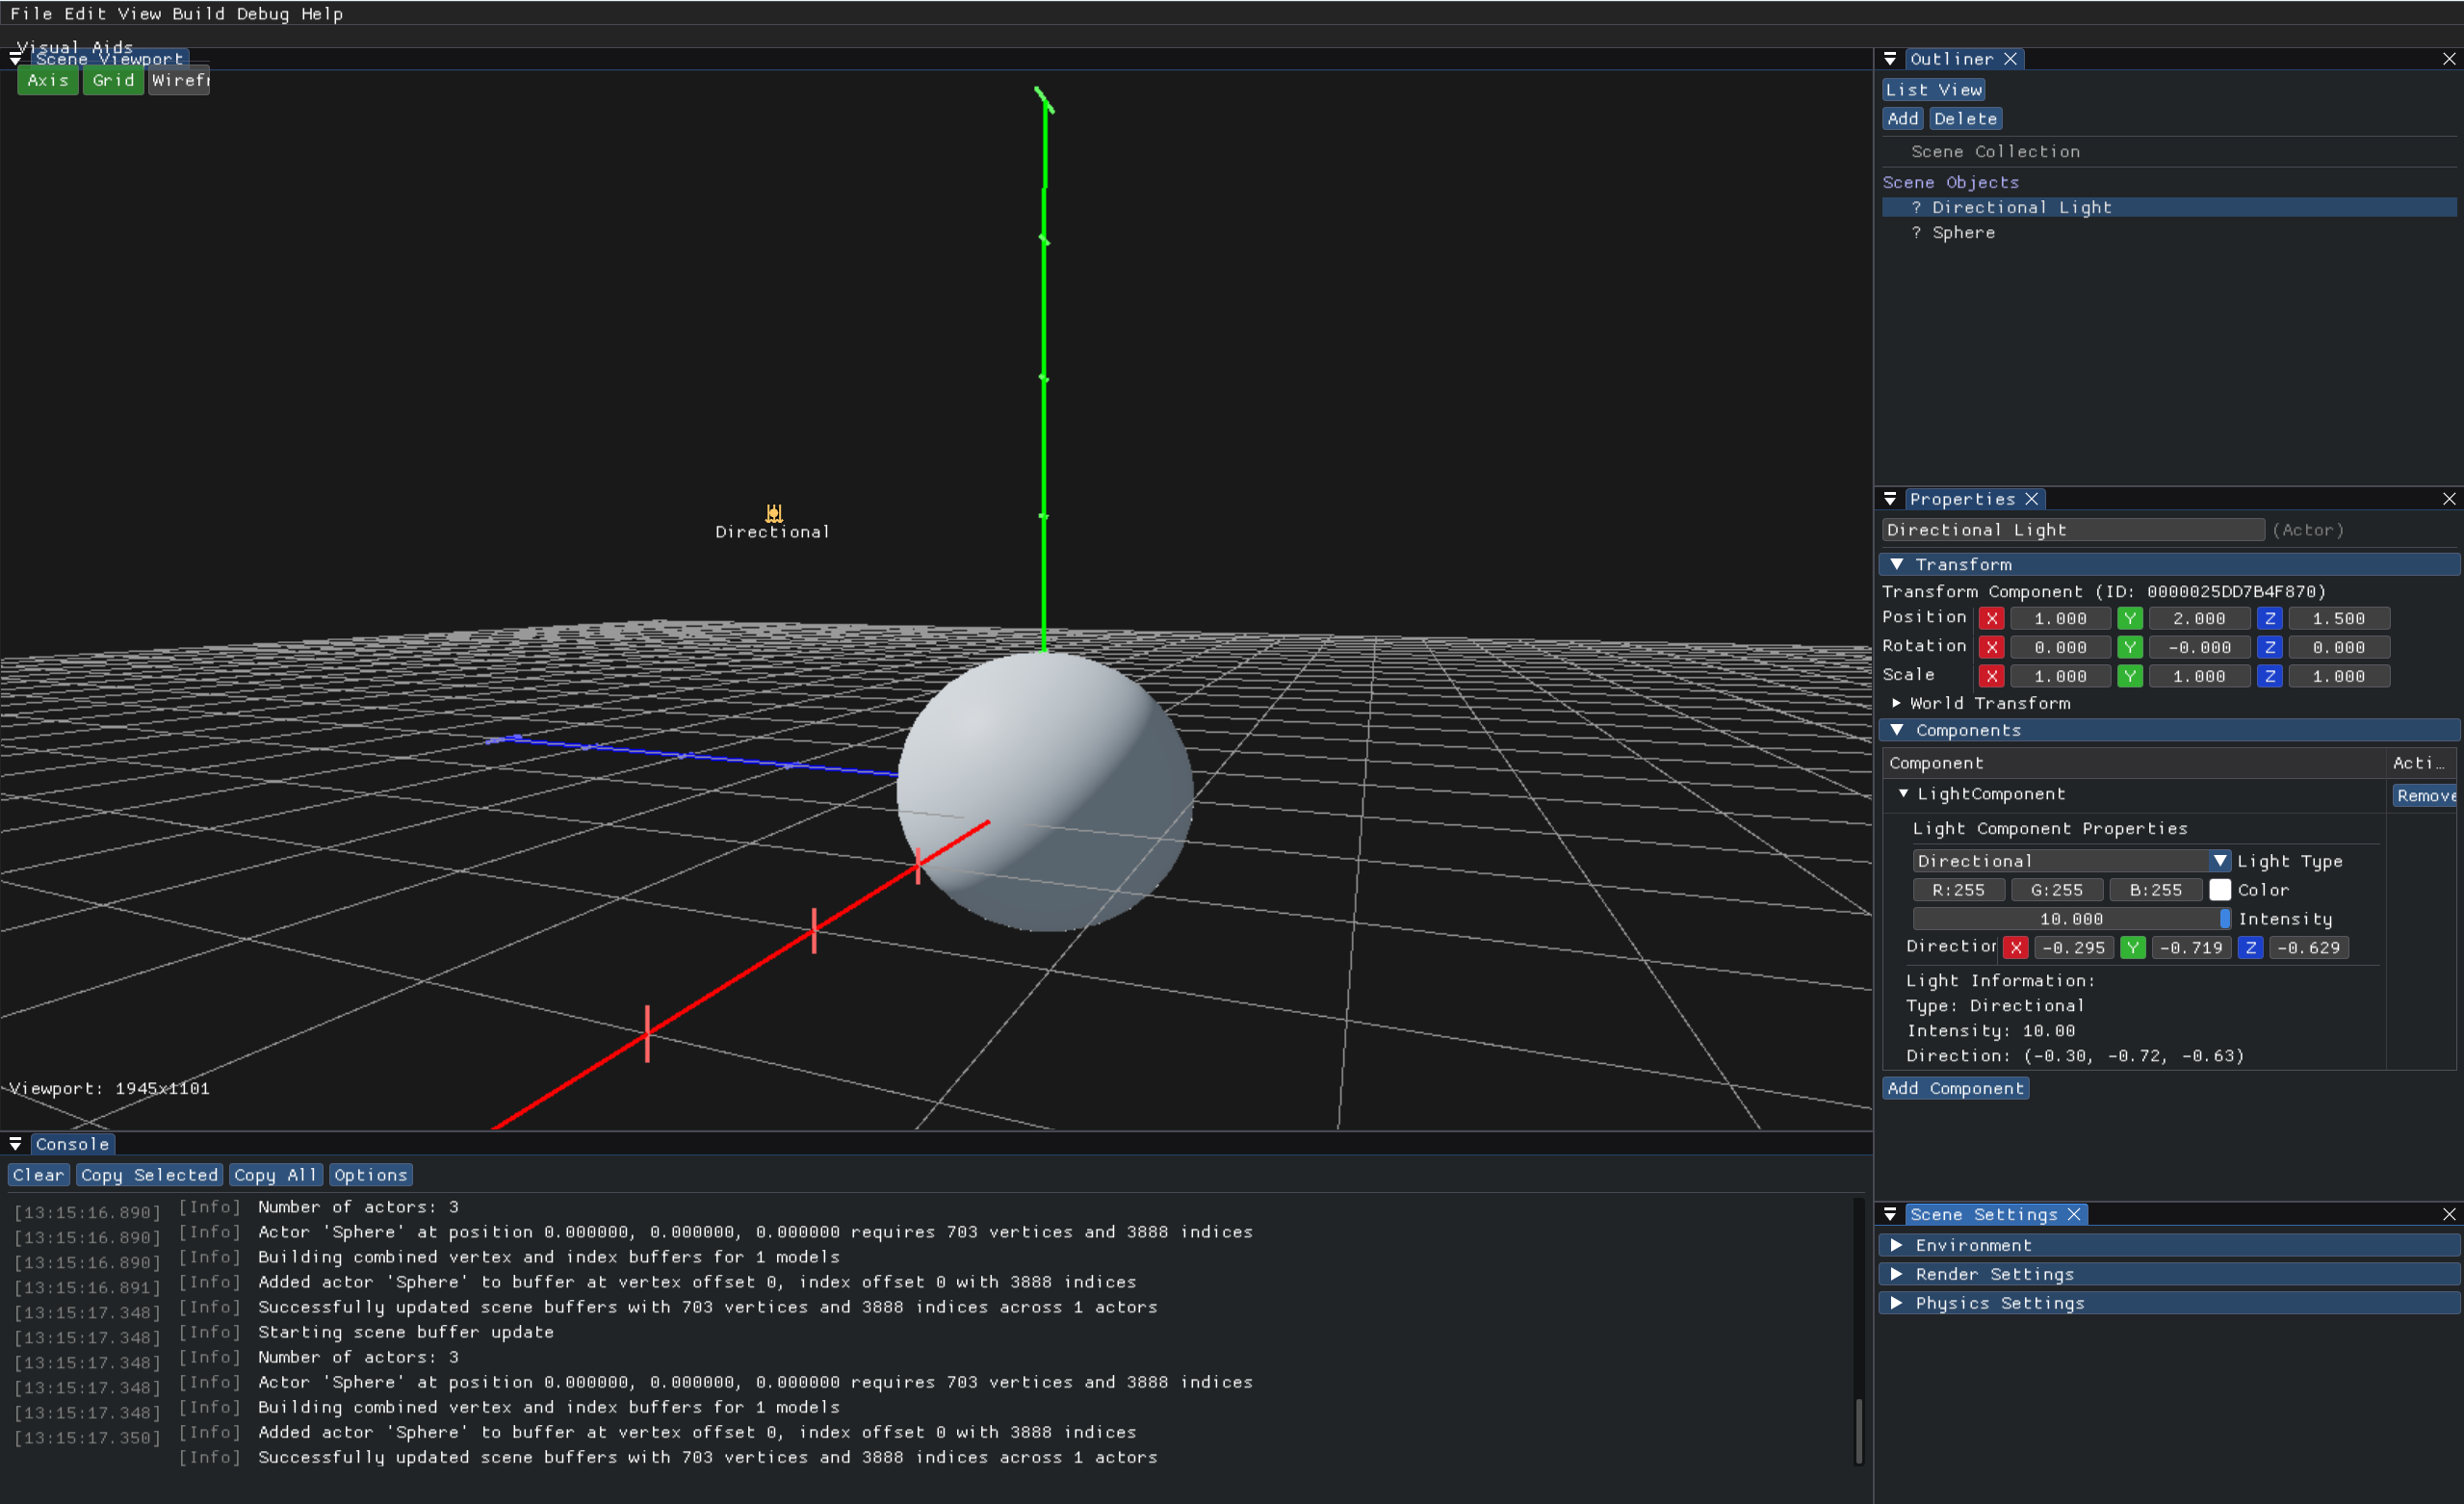 File Edit View Build Debug Help
Visual Aids
Scene Viewport
Axis Grid Wirefr
Directional
Viewport: 1945x1101
Console
Clear Copy Selected Copy All Options
[13:15:16.890] [Info] Number of actors: 3
[13:15:16.890] [Info] Actor 'Sphere' at position 0.000000, 0.000000, 0.000000 requires 703 vertices and 3888 indices
[13:15:16.890] [Info] Building combined vertex and index buffers for 1 models
[13:15:16.891] [Info] Added actor 'Sphere' to buffer at vertex offset 0, index offset 0 with 3888 indices
[13:15:17.348] [Info] Successfully updated scene buffers with 703 vertices and 3888 indices across 1 actors
[13:15:17.348] [Info] Starting scene buffer update
[13:15:17.348] [Info] Number of actors: 3
[13:15:17.348] [Info] Actor 'Sphere' at position 0.000000, 0.000000, 0.000000 requires 703 vertices and 3888 indices
[13:15:17.348] [Info] Building combined vertex and index buffers for 1 models
[13:15:17.350] [Info] Added actor 'Sphere' to buffer at vertex offset 0, index offset 0 with 3888 indices
[Info] Successfully updated scene buffers with 703 vertices and 3888 indices across 1 actors
Outliner
List View
Add Delete
Scene Collection
Scene Objects
? Directional Light
? Sphere
Properties
Directional Light (Actor)
Transform
Transform Component (ID: 0000025DD7B4F870)
Position X 1.000 Y 2.000 Z 1.500
Rotation X 0.000 Y -0.000 Z 0.000
Scale X 1.000 Y 1.000 Z 1.000
World Transform
Components
Component Acti...
LightComponent Remove
Light Component Properties
Directional Light Type
R:255 G:255 B:255 Color
10.000 Intensity
Direction X -0.295 Y -0.719 Z -0.629
Light Information:
Type: Directional
Intensity: 10.00
Direction: (-0.30, -0.72, -0.63)
Add Component
Scene Settings
Environment
Render Settings
Physics Settings